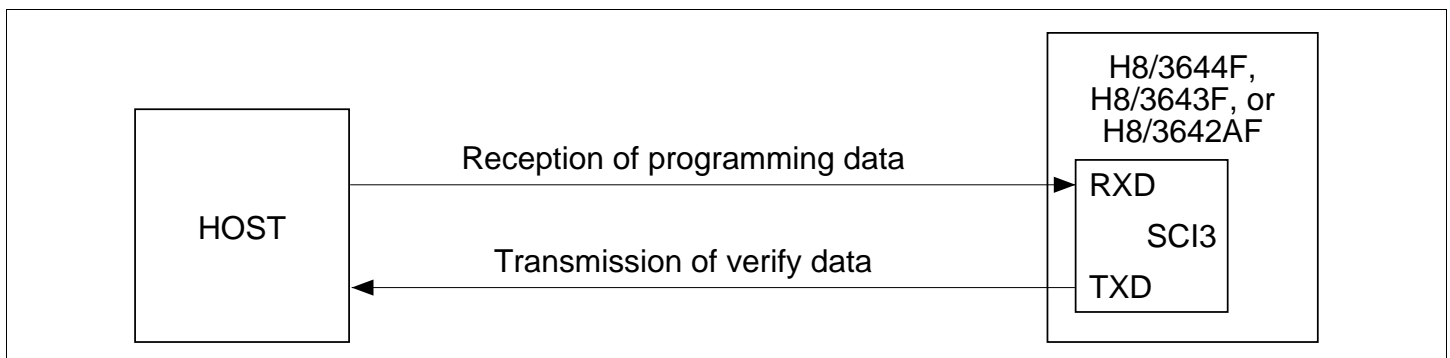 H8/3644F,
H8/3643F, or
H8/3642AF
Reception of programming data
RXD
HOST
SCI3
Transmission of verify data
TXD